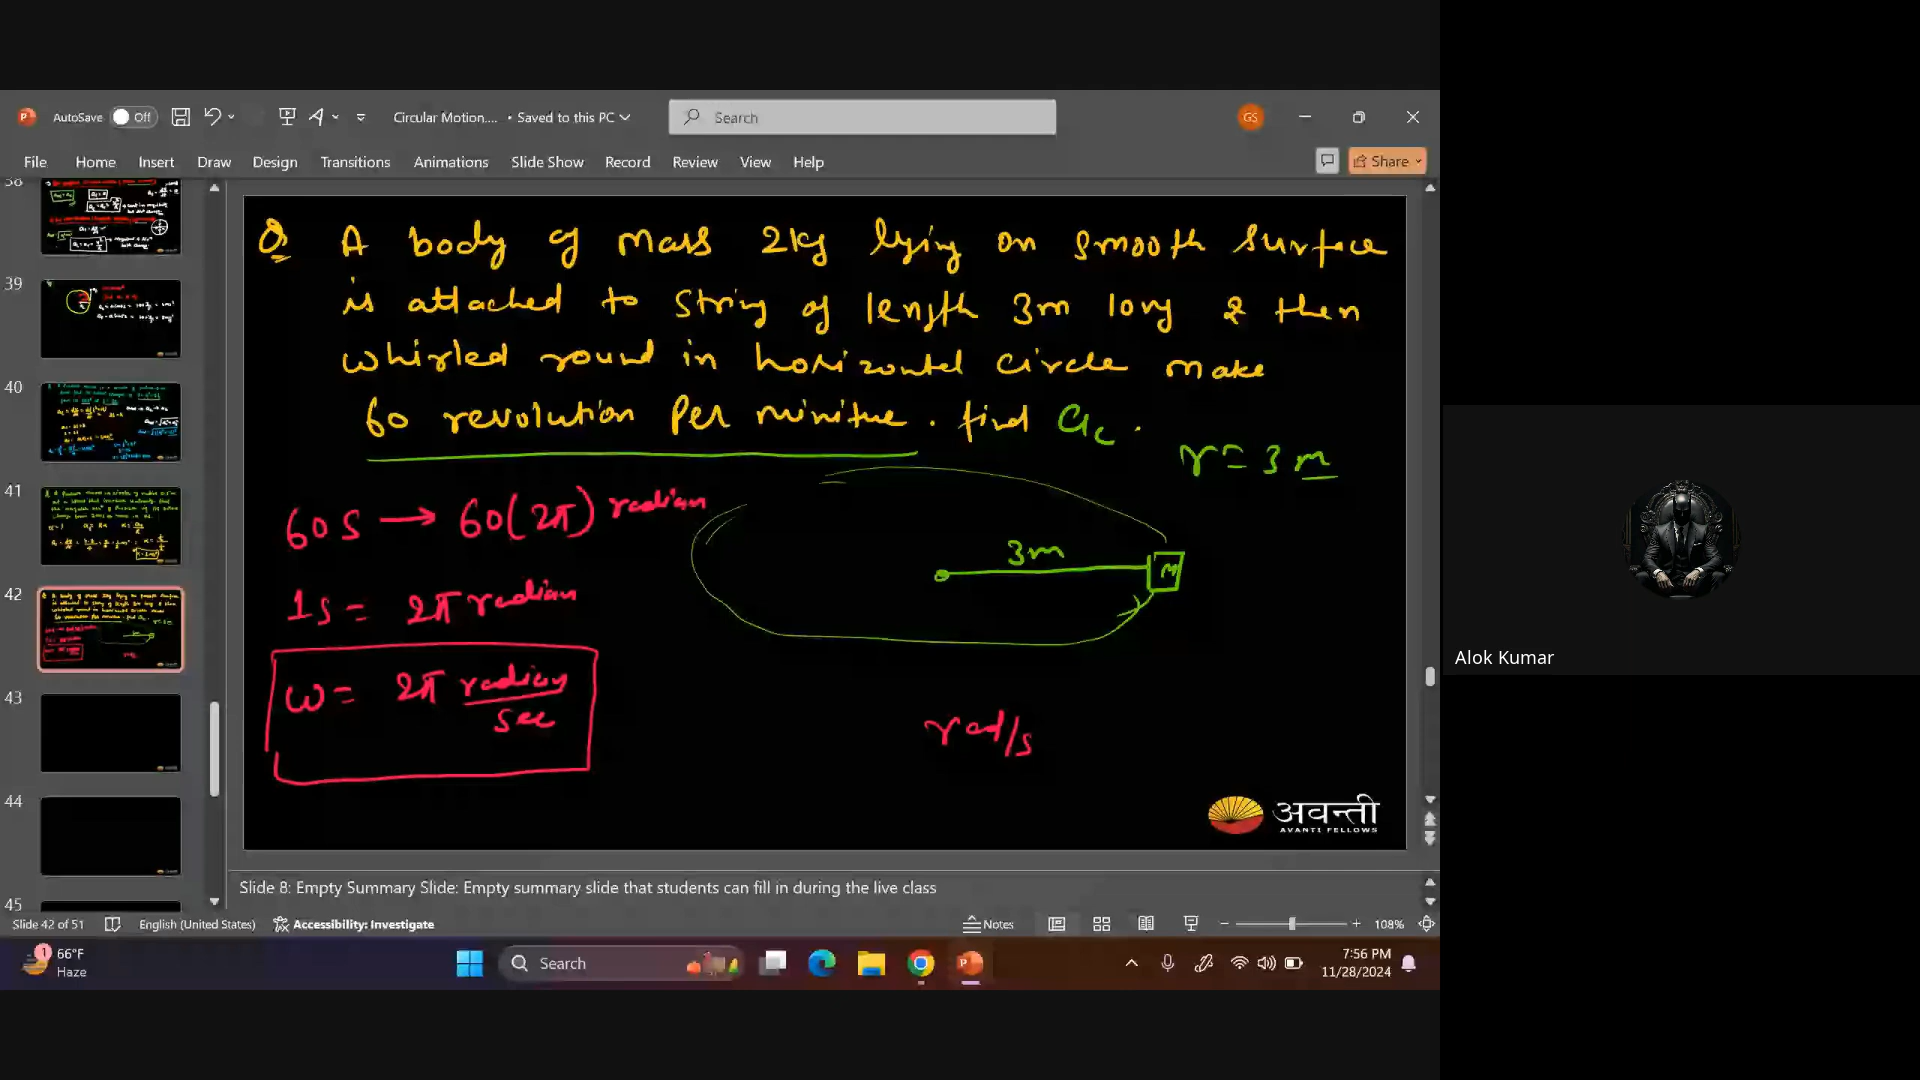 AutoSave Off Circular Motion.... • Saved to this PC Search GS
File Home Insert Draw Design Transitions Animations Slide Show Record Review View Help Share
38
39
40
41
42
43
44
45
Q. A body of mass 2kg lying on smooth surface
is attached to string of length 3m long & then
whirled round in horizontal circle make
60 revolution per minitue. find ac.
r = 3 m
60 s → 60(2π) radian
3m
m
1s = 2π radian
ω = 2π radian/sec
rad/s
अवन्ती
AVANTI FELLOWS
Alok Kumar
Slide 8: Empty Summary Slide: Empty summary slide that students can fill in during the live class
Slide 42 of 51 English (United States) Accessibility: Investigate Notes 108%
1 66°F Haze Search 7:56 PM 11/28/2024